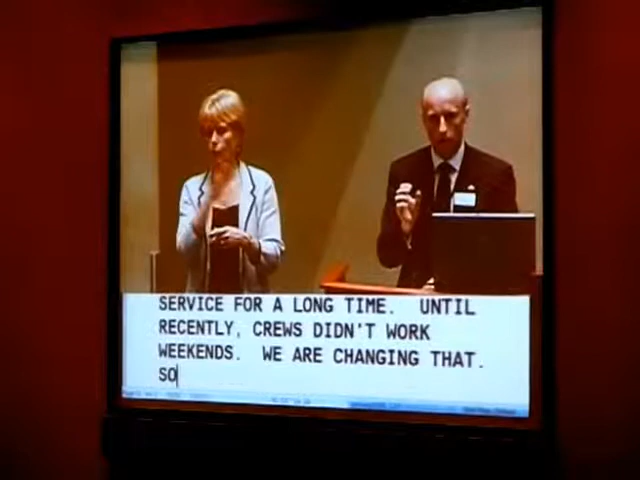 SERVICE FOR A LONG TIME. UNTIL
RECENTLY, CREWS DIDN'T WORK
WEEKENDS. WE ARE CHANGING THAT.
SO